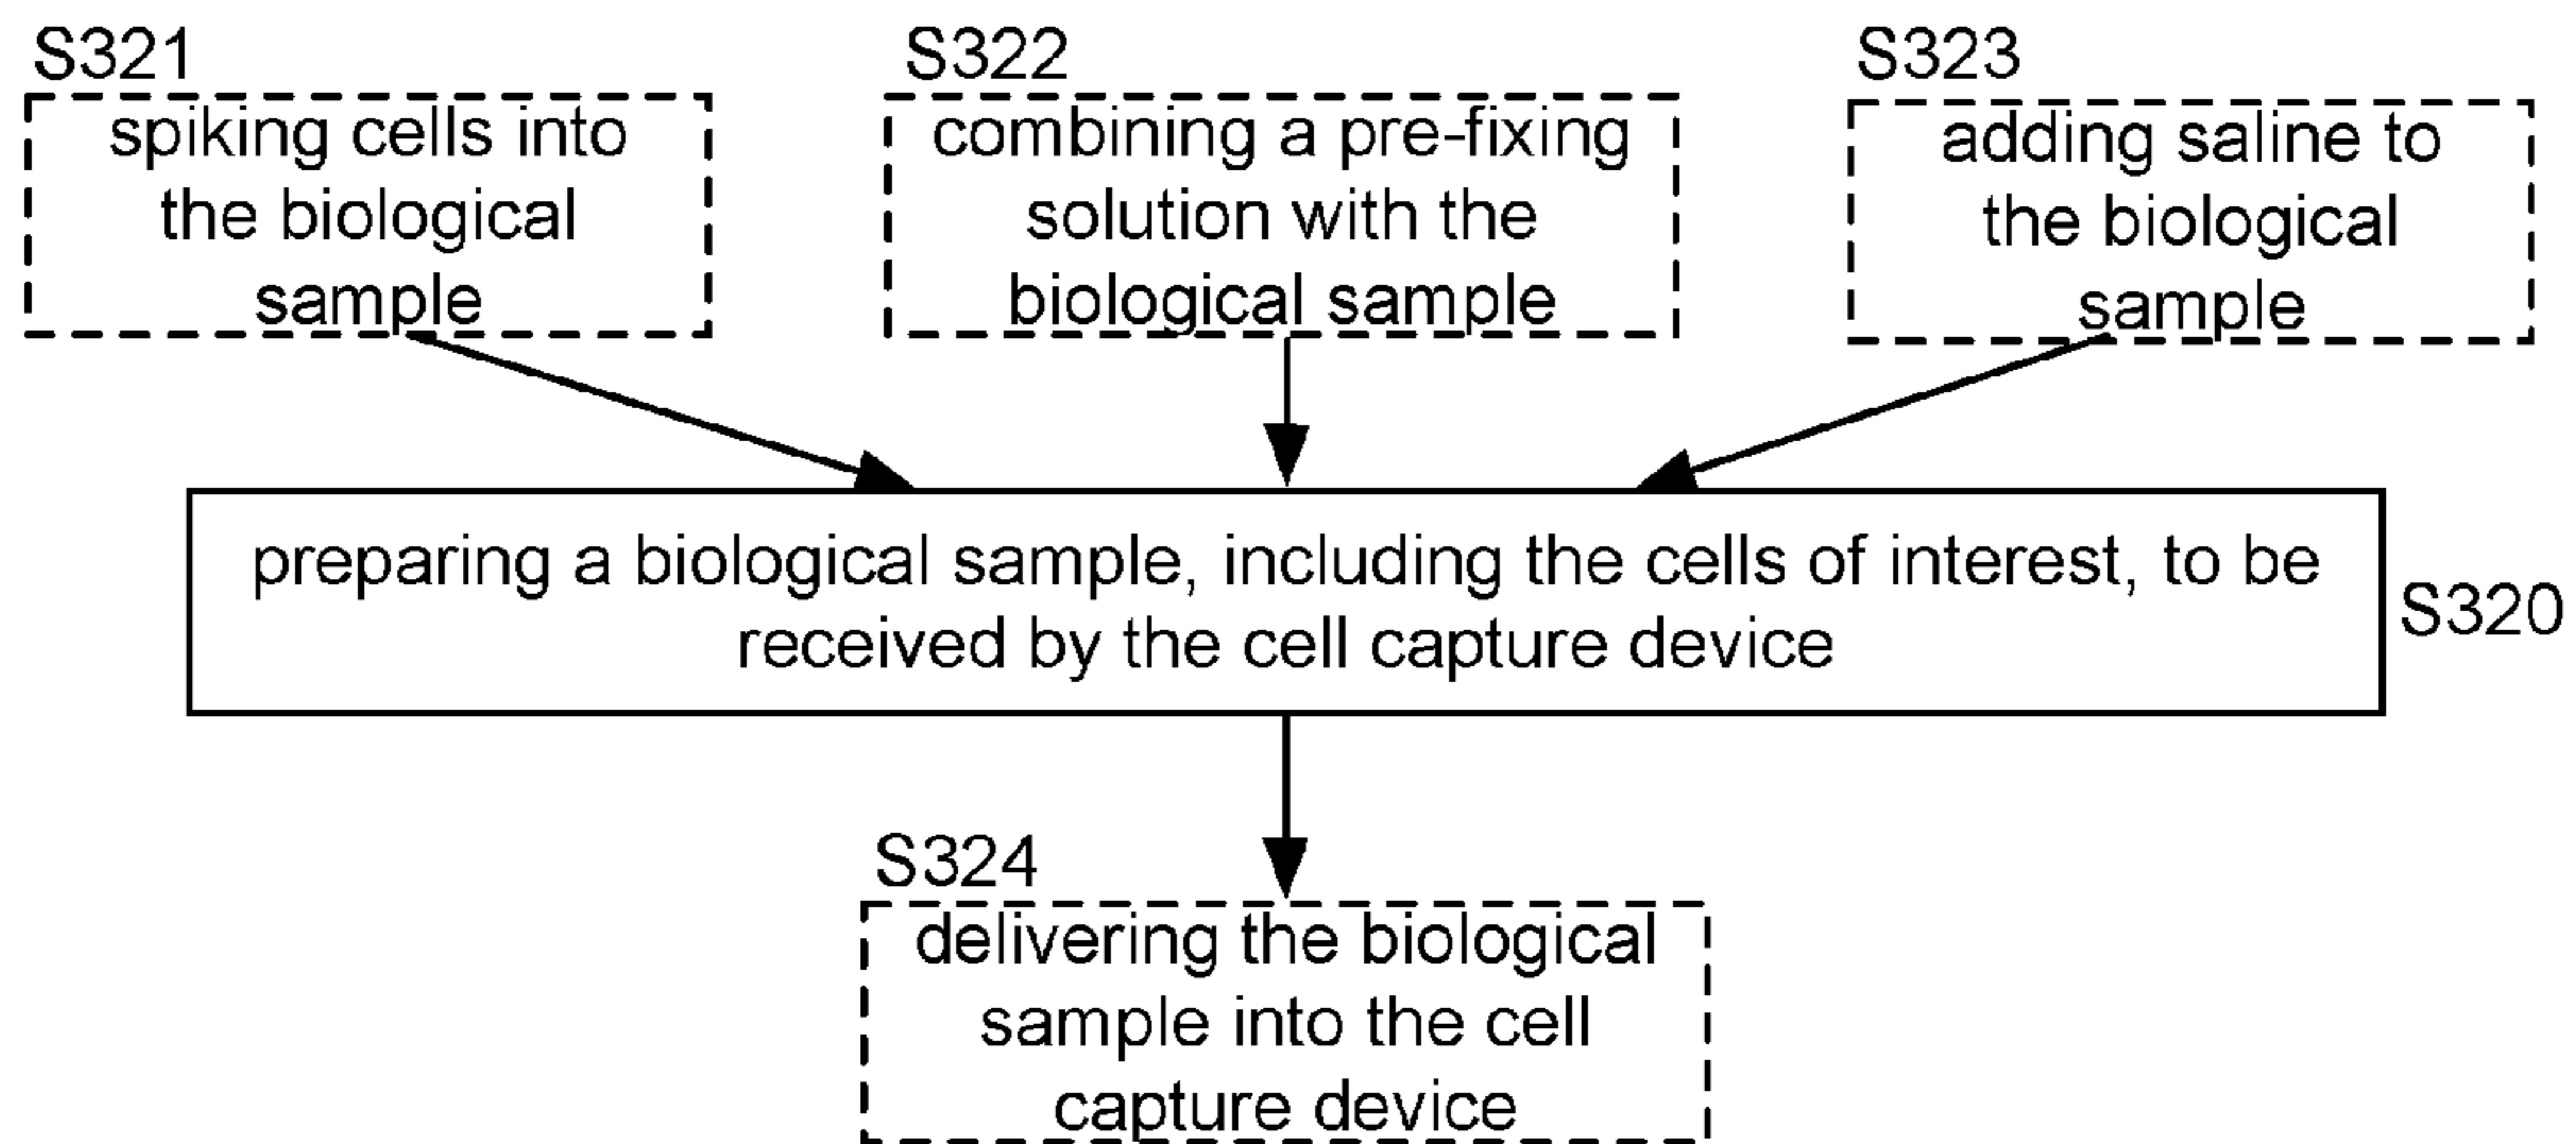 S321
spiking cells into
the biological
sample
S322
combining a pre-fixing
solution with the
biological sample
S323
adding saline to
the biological
sample
preparing a biological sample, including the cells of interest, to be
received by the cell capture device
S320
S324
delivering the biological
sample into the cell
capture device